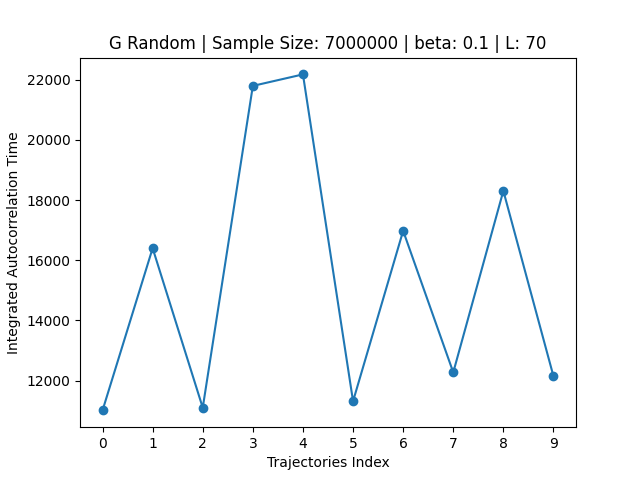 G Random | Sample Size: 7000000 | beta: 0.1 | L: 70
22000
20000
18000
16000
14000
12000
Integrated Autocorrelation Time
0 1 2 3 4 5 6 7 8 9
Trajectories Index